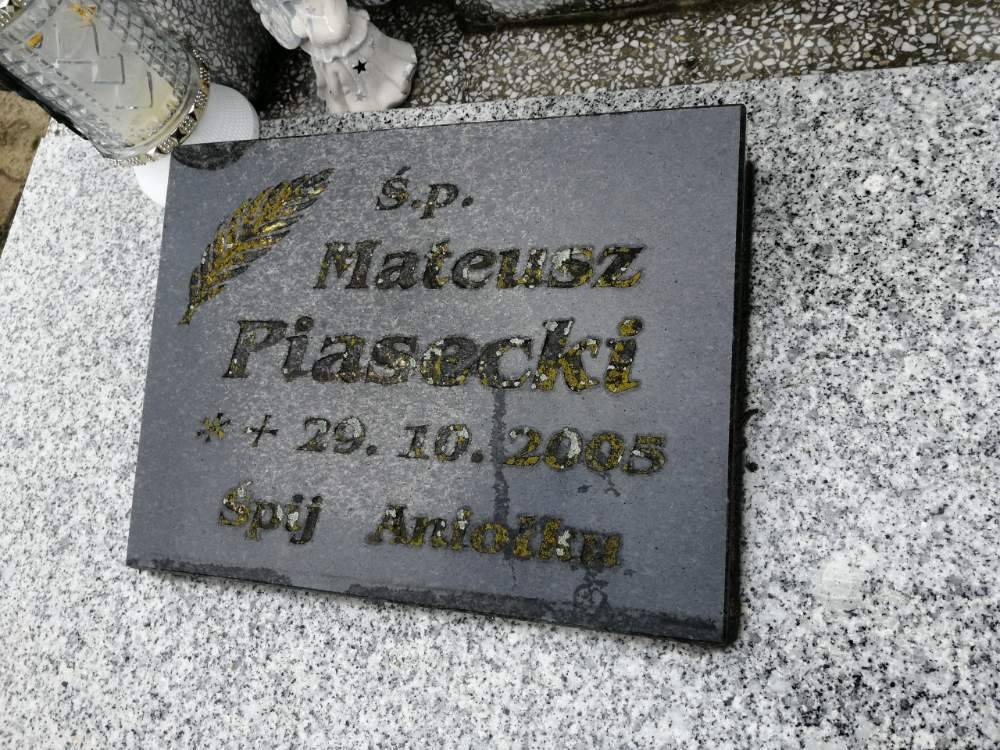 Ś.p.
Mateusz
Piasecki
* + 29. 10. 2005
Śpij Aniołku